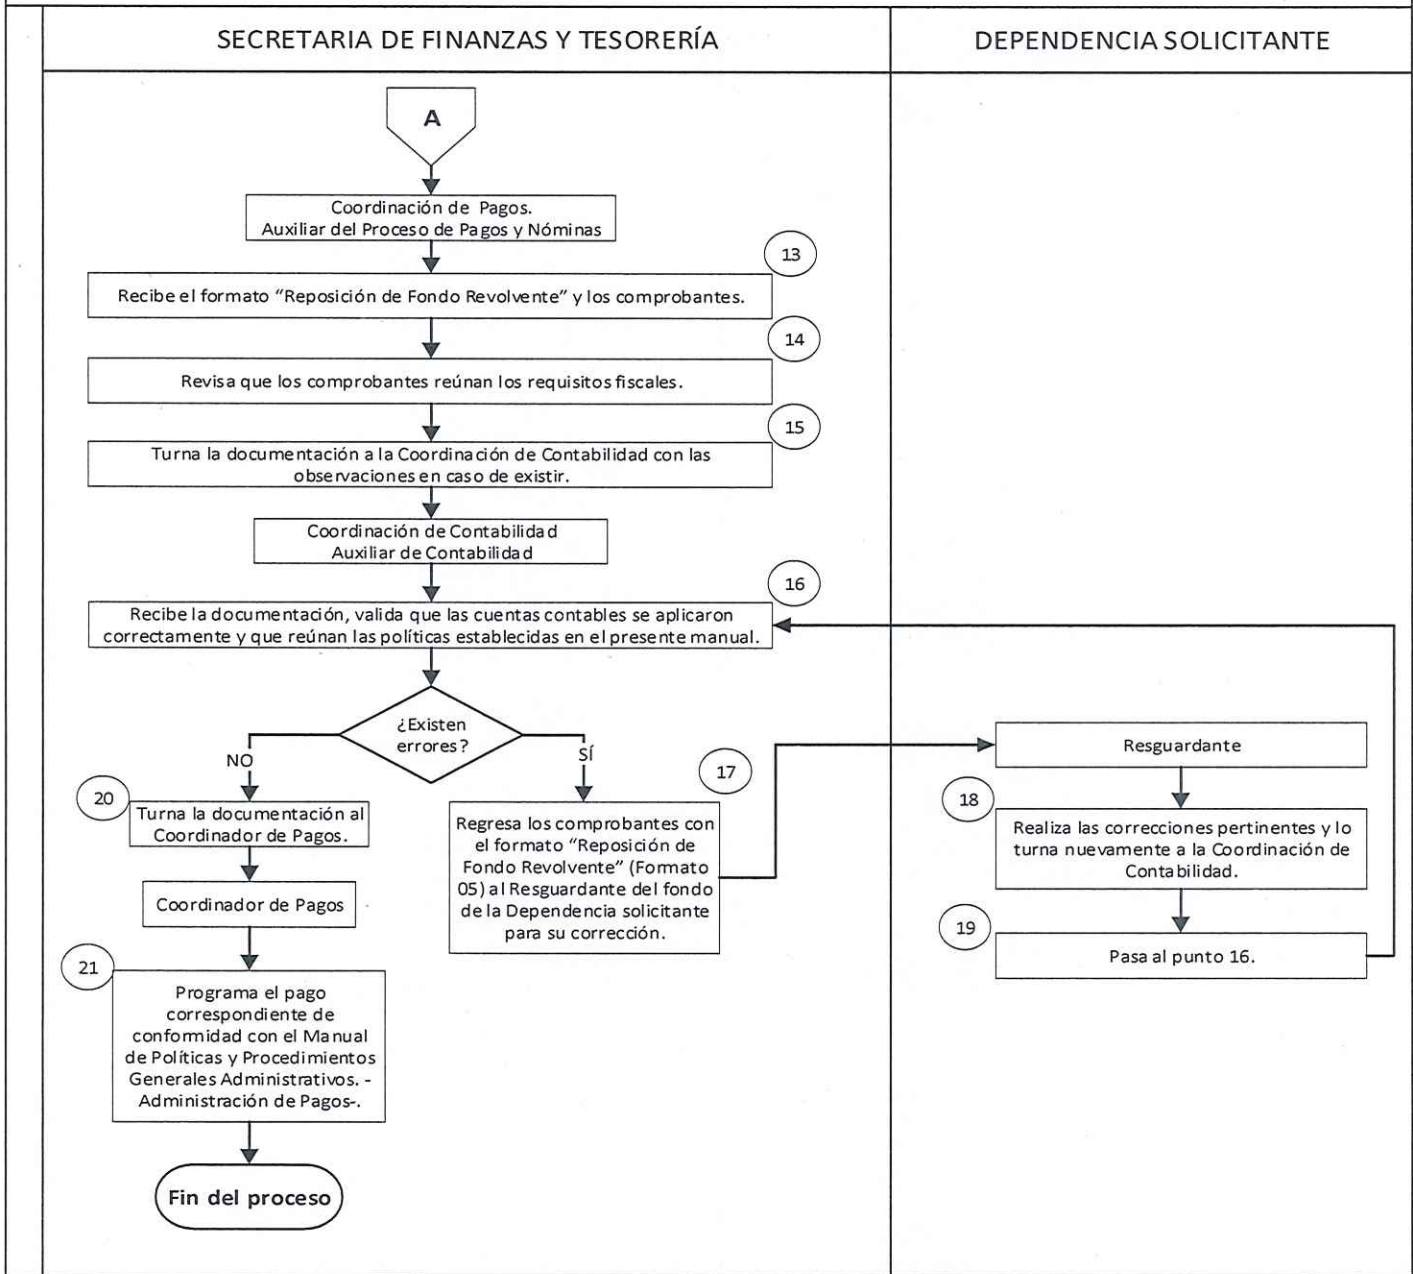 SECRETARIA DE FINANZAS Y TESORERÍA
DEPENDENCIA SOLICITANTE
A
Coordinación de Pagos.
Auxiliar del Proceso de Pagos y Nóminas
13
Recibe el formato “Reposición de Fondo Revolvente” y los comprobantes.
14
Revisa que los comprobantes reúnan los requisitos fiscales.
15
Turna la documentación a la Coordinación de Contabilidad con las
observaciones en caso de existir.
Coordinación de Contabilidad
Auxiliar de Contabilidad
16
Recibe la documentación, valida que las cuentas contables se aplicaron
correctamente y que reúnan las políticas establecidas en el presente manual.
¿Existen
errores?
NO
SÍ
17
Regresa los comprobantes con
el formato “Reposición de
Fondo Revolvente” (Formato
05) al Resguardante del fondo
de la Dependencia solicitante
para su corrección.
Resguardante
18
Realiza las correcciones pertinentes y lo
turna nuevamente a la Coordinación de
Contabilidad.
19
Pasa al punto 16.
20
Turna la documentación al
Coordinador de Pagos.
Coordinador de Pagos
21
Programa el pago
correspondiente de
conformidad con el Manual
de Políticas y Procedimientos
Generales Administrativos. -
Administración de Pagos-.
Fin del proceso